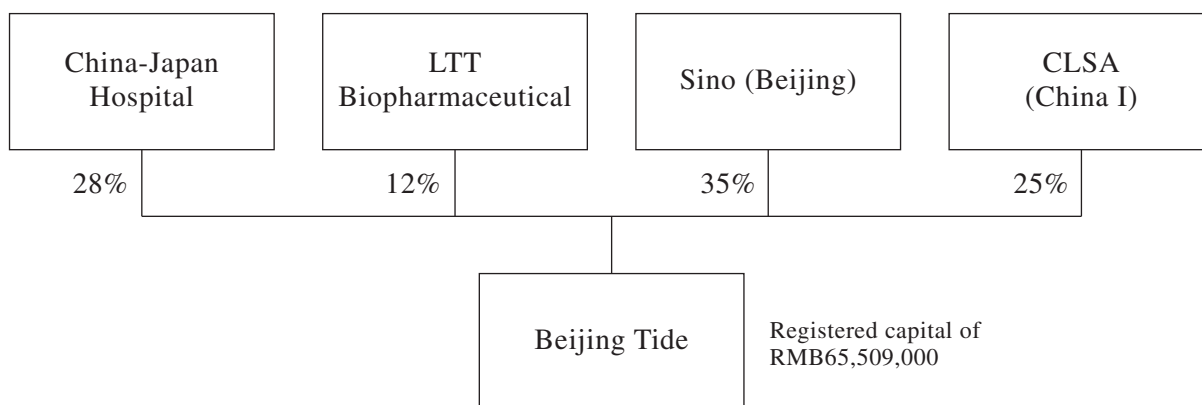 China-Japan
Hospital
LTT
Biopharmaceutical
Sino (Beijing)
CLSA
(China I)
28%
12%
35%
25%
Beijing Tide
Registered capital of
RMB65,509,000